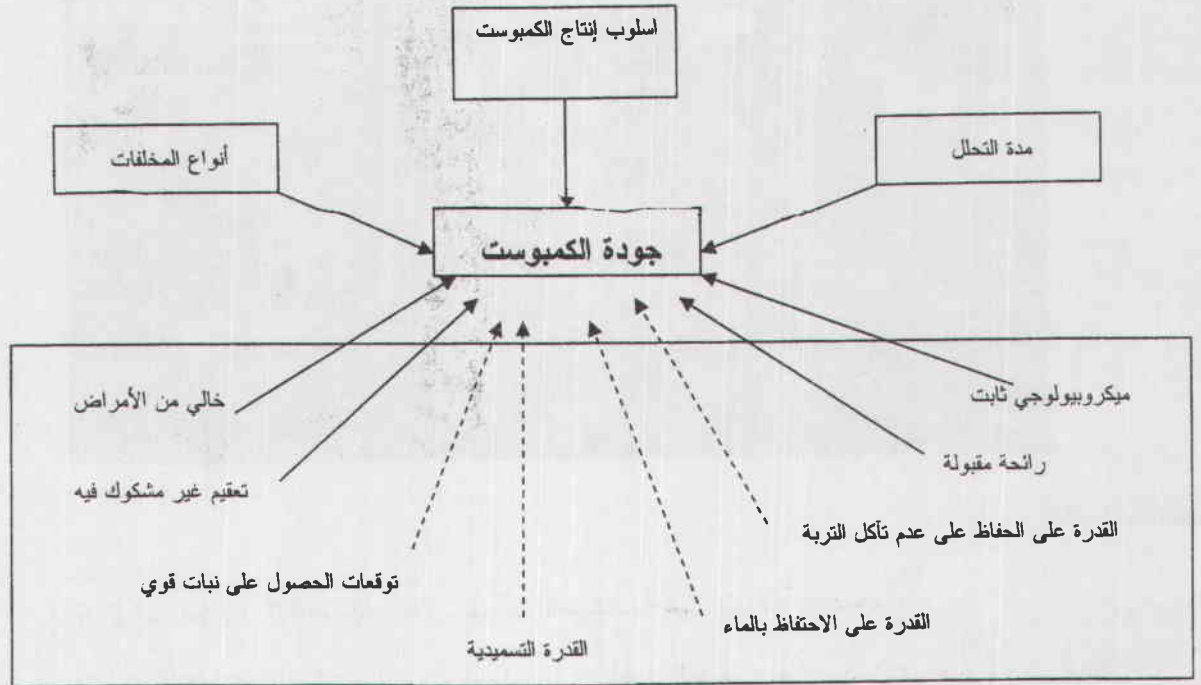 اسلوب إنتاج الكمبوست
مدة التحلل
أنواع المخلفات
جودة الكمبوست
ميكروبيولوجي ثابت
خالي من الأمراض
رائحة مقبولة
تعقيم غير مشكوك فيه
القدرة على الحفاظ على عدم تآكل التربة
توقعات الحصول على نبات قوي
القدرة على الاحتفاظ بالماء
القدرة التسميدية